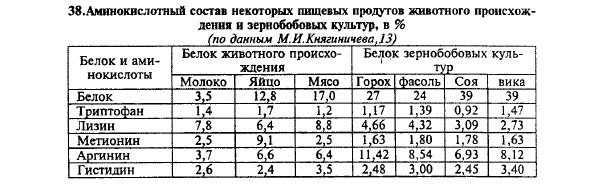 38.Аминокислотный состав некоторых пищевых продутов животного происхож-
дения и зернобобовых культур, в %
(по данным М.И.Княгиничева,13)
Белок и ами-
нокислоты
Белок животного происхо-
ждения
Белок зернобобовых куль-
тур
Молоко Яйцо Мясо Горох фасоль Соя вика
Белок 3,5 12,8 17,0 27 24 39 39
Триптофан 1,4 1,7 1,2 1,17 1,39 0,92 1,47
Лизин 7,8 6,4 8,8 4,66 4,32 3,09 2,73
Метионин 2,5 9,1 2,5 1,63 1,80 1,78 1,63
Аргинин 3,7 6,6 6,4 11,42 8,54 6,93 8,12
Гистидин 2,6 2,4 3,5 2,48 3,00 2,45 3,40